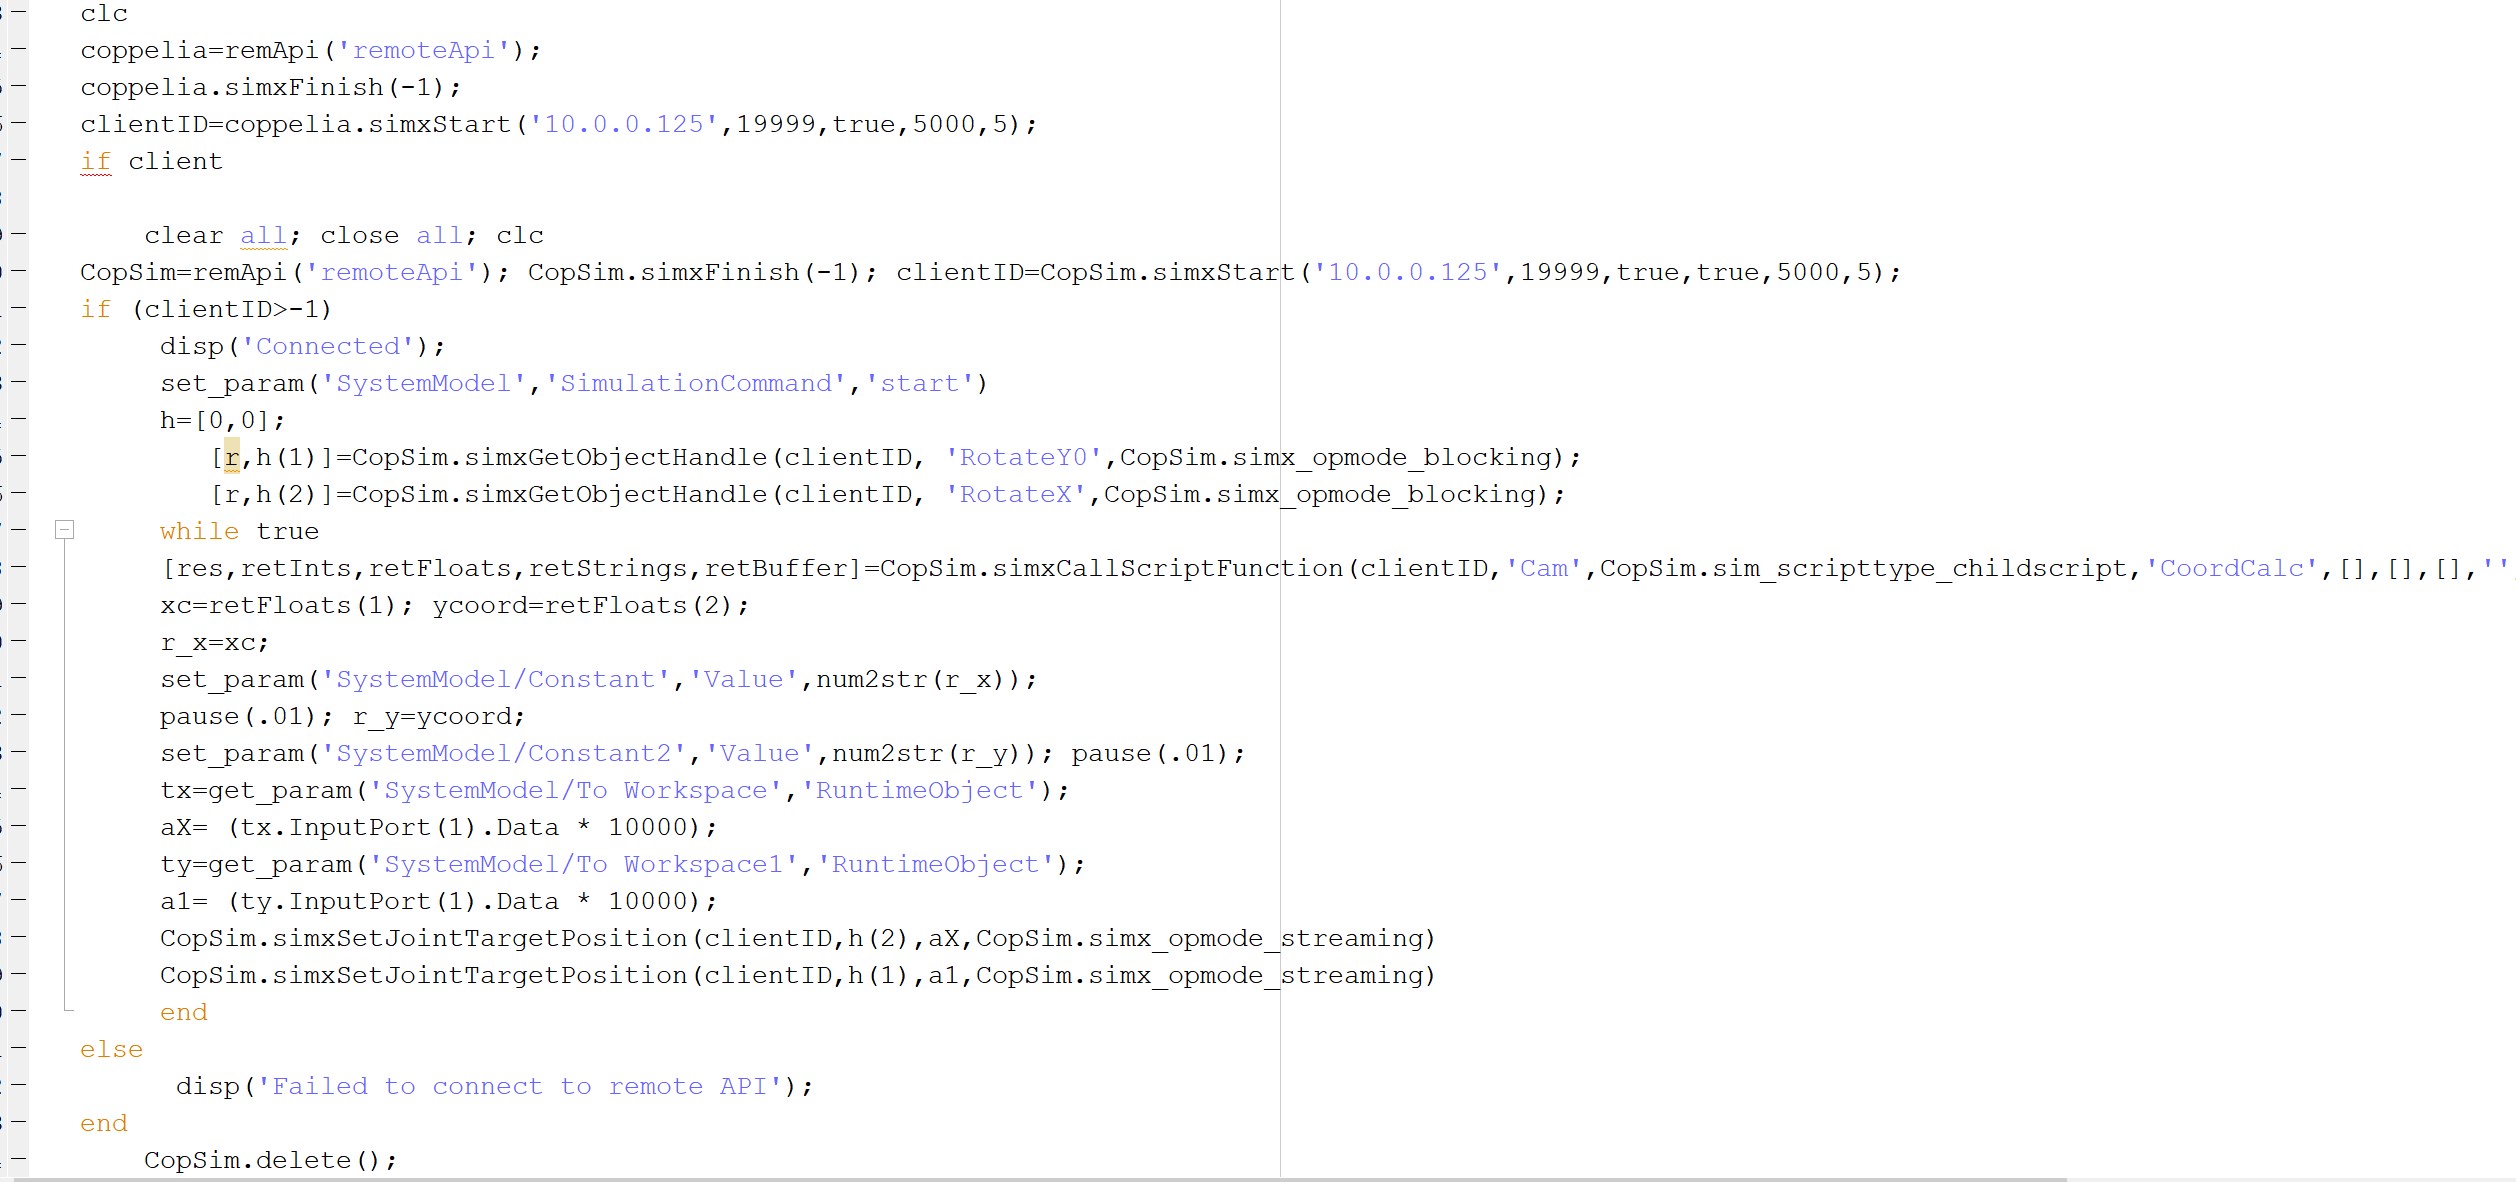 clc
coppelia=remApi('remoteApi');
coppelia.simxFinish(-1);
clientID=coppelia.simxStart('10.0.0.125',19999,true,5000,5);
if client
clear all; close all; clc
CopSim=remApi('remoteApi'); CopSim.simxFinish(-1); clientID=CopSim.simxStart('10.0.0.125',19999,true,true,5000,5);
if (clientID>-1)
disp('Connected');
set_param('SystemModel','SimulationCommand','start')
h=[0,0];
[r,h(1)]=CopSim.simxGetObjectHandle(clientID, 'RotateY0',CopSim.simx_opmode_blocking);
[r,h(2)]=CopSim.simxGetObjectHandle(clientID, 'RotateX',CopSim.simx_opmode_blocking);
while true
[res,retInts,retFloats,retStrings,retBuffer]=CopSim.simxCallScriptFunction(clientID,'Cam',CopSim.sim_scripttype_childscript,'CoordCalc',[],[],[],''
xc=retFloats(1); ycoord=retFloats(2);
r_x=xc;
set_param('SystemModel/Constant','Value',num2str(r_x));
pause(.01); r_y=ycoord;
set_param('SystemModel/Constant2','Value',num2str(r_y)); pause(.01);
tx=get_param('SystemModel/To Workspace','RuntimeObject');
aX= (tx.InputPort(1).Data * 10000);
ty=get_param('SystemModel/To Workspace1','RuntimeObject');
a1= (ty.InputPort(1).Data * 10000);
CopSim.simxSetJointTargetPosition(clientID,h(2),aX,CopSim.simx_opmode_streaming)
CopSim.simxSetJointTargetPosition(clientID,h(1),a1,CopSim.simx_opmode_streaming)
end
else
disp('Failed to connect to remote API');
end
CopSim.delete();